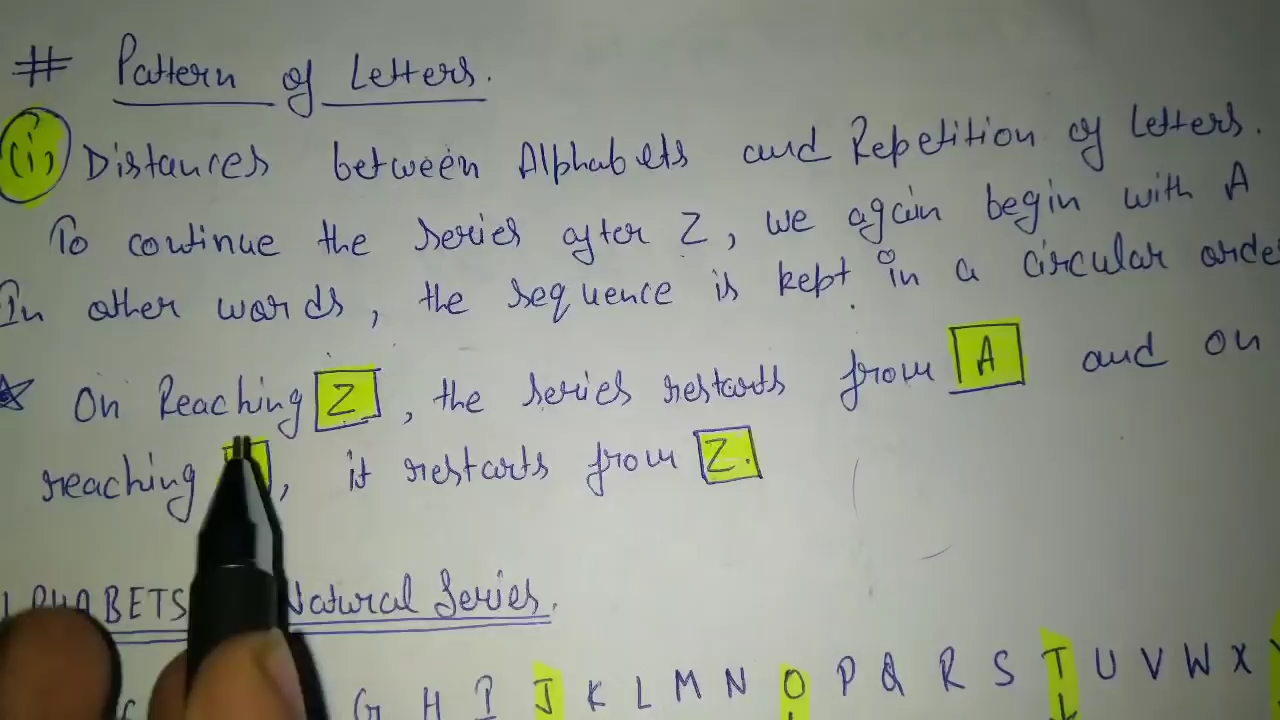 # Pattern of Letters.
(i) Distances between Alphabets and Repetition of Letters.
To continue the series after Z, we again begin with A
In other words, the sequence is kept in a circular orde
On Reaching Z, the series restarts from A and on
reaching , it restarts from Z.
Natural Series.
G H I J K L M N O P Q R S T U V W X